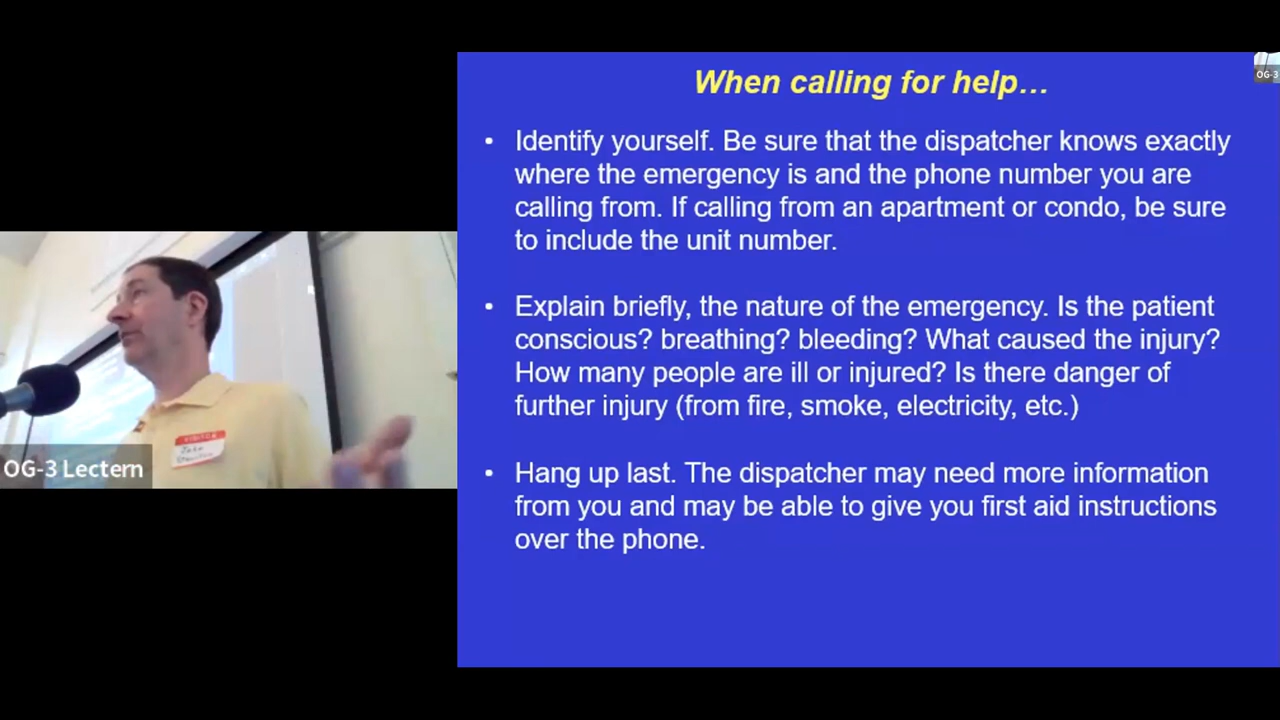 When calling for help…
• Identify yourself. Be sure that the dispatcher knows exactly
where the emergency is and the phone number you are
calling from. If calling from an apartment or condo, be sure
to include the unit number.
• Explain briefly, the nature of the emergency. Is the patient
conscious? breathing? bleeding? What caused the injury?
How many people are ill or injured? Is there danger of
further injury (from fire, smoke, electricity, etc.)
• Hang up last. The dispatcher may need more information
from you and may be able to give you first aid instructions
over the phone.
OG-3
VISITOR
OG-3 Lectern